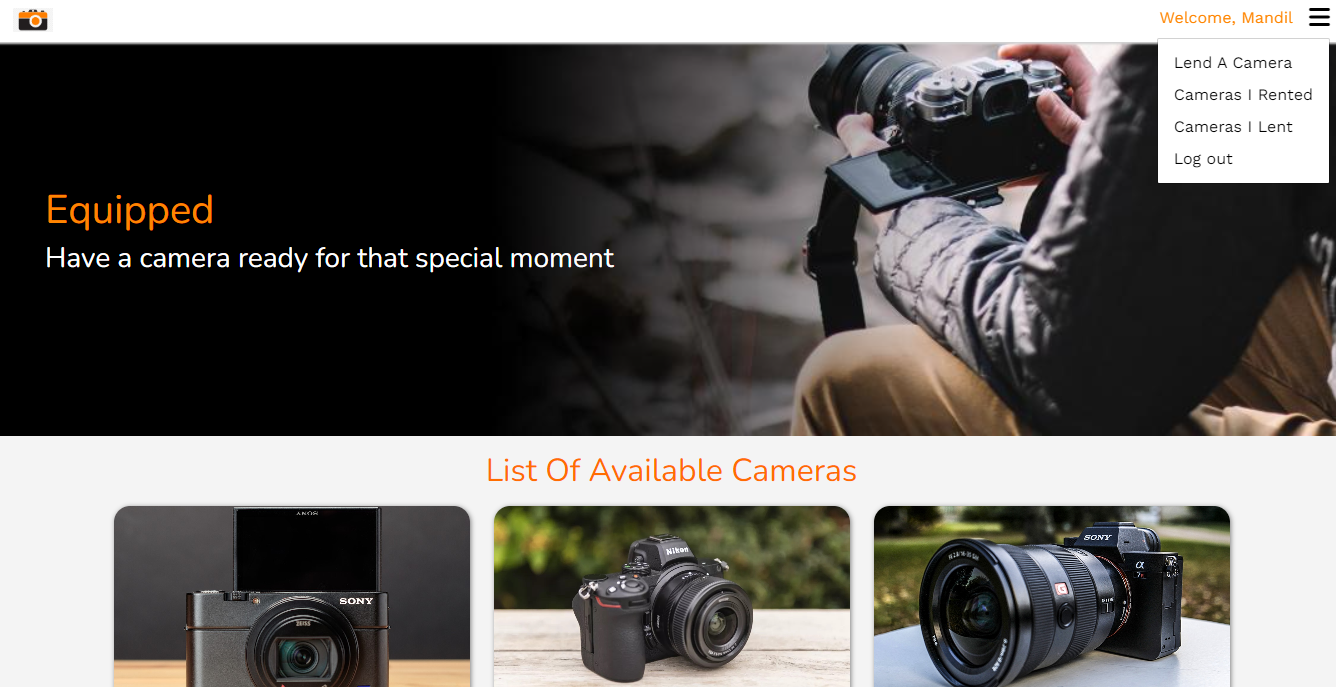 Welcome, Mandil
Lend A Camera
Cameras I Rented
Cameras I Lent
Log out
Equipped
Have a camera ready for that special moment
List Of Available Cameras
SONY
SONY
Nikon
SONY
α
G